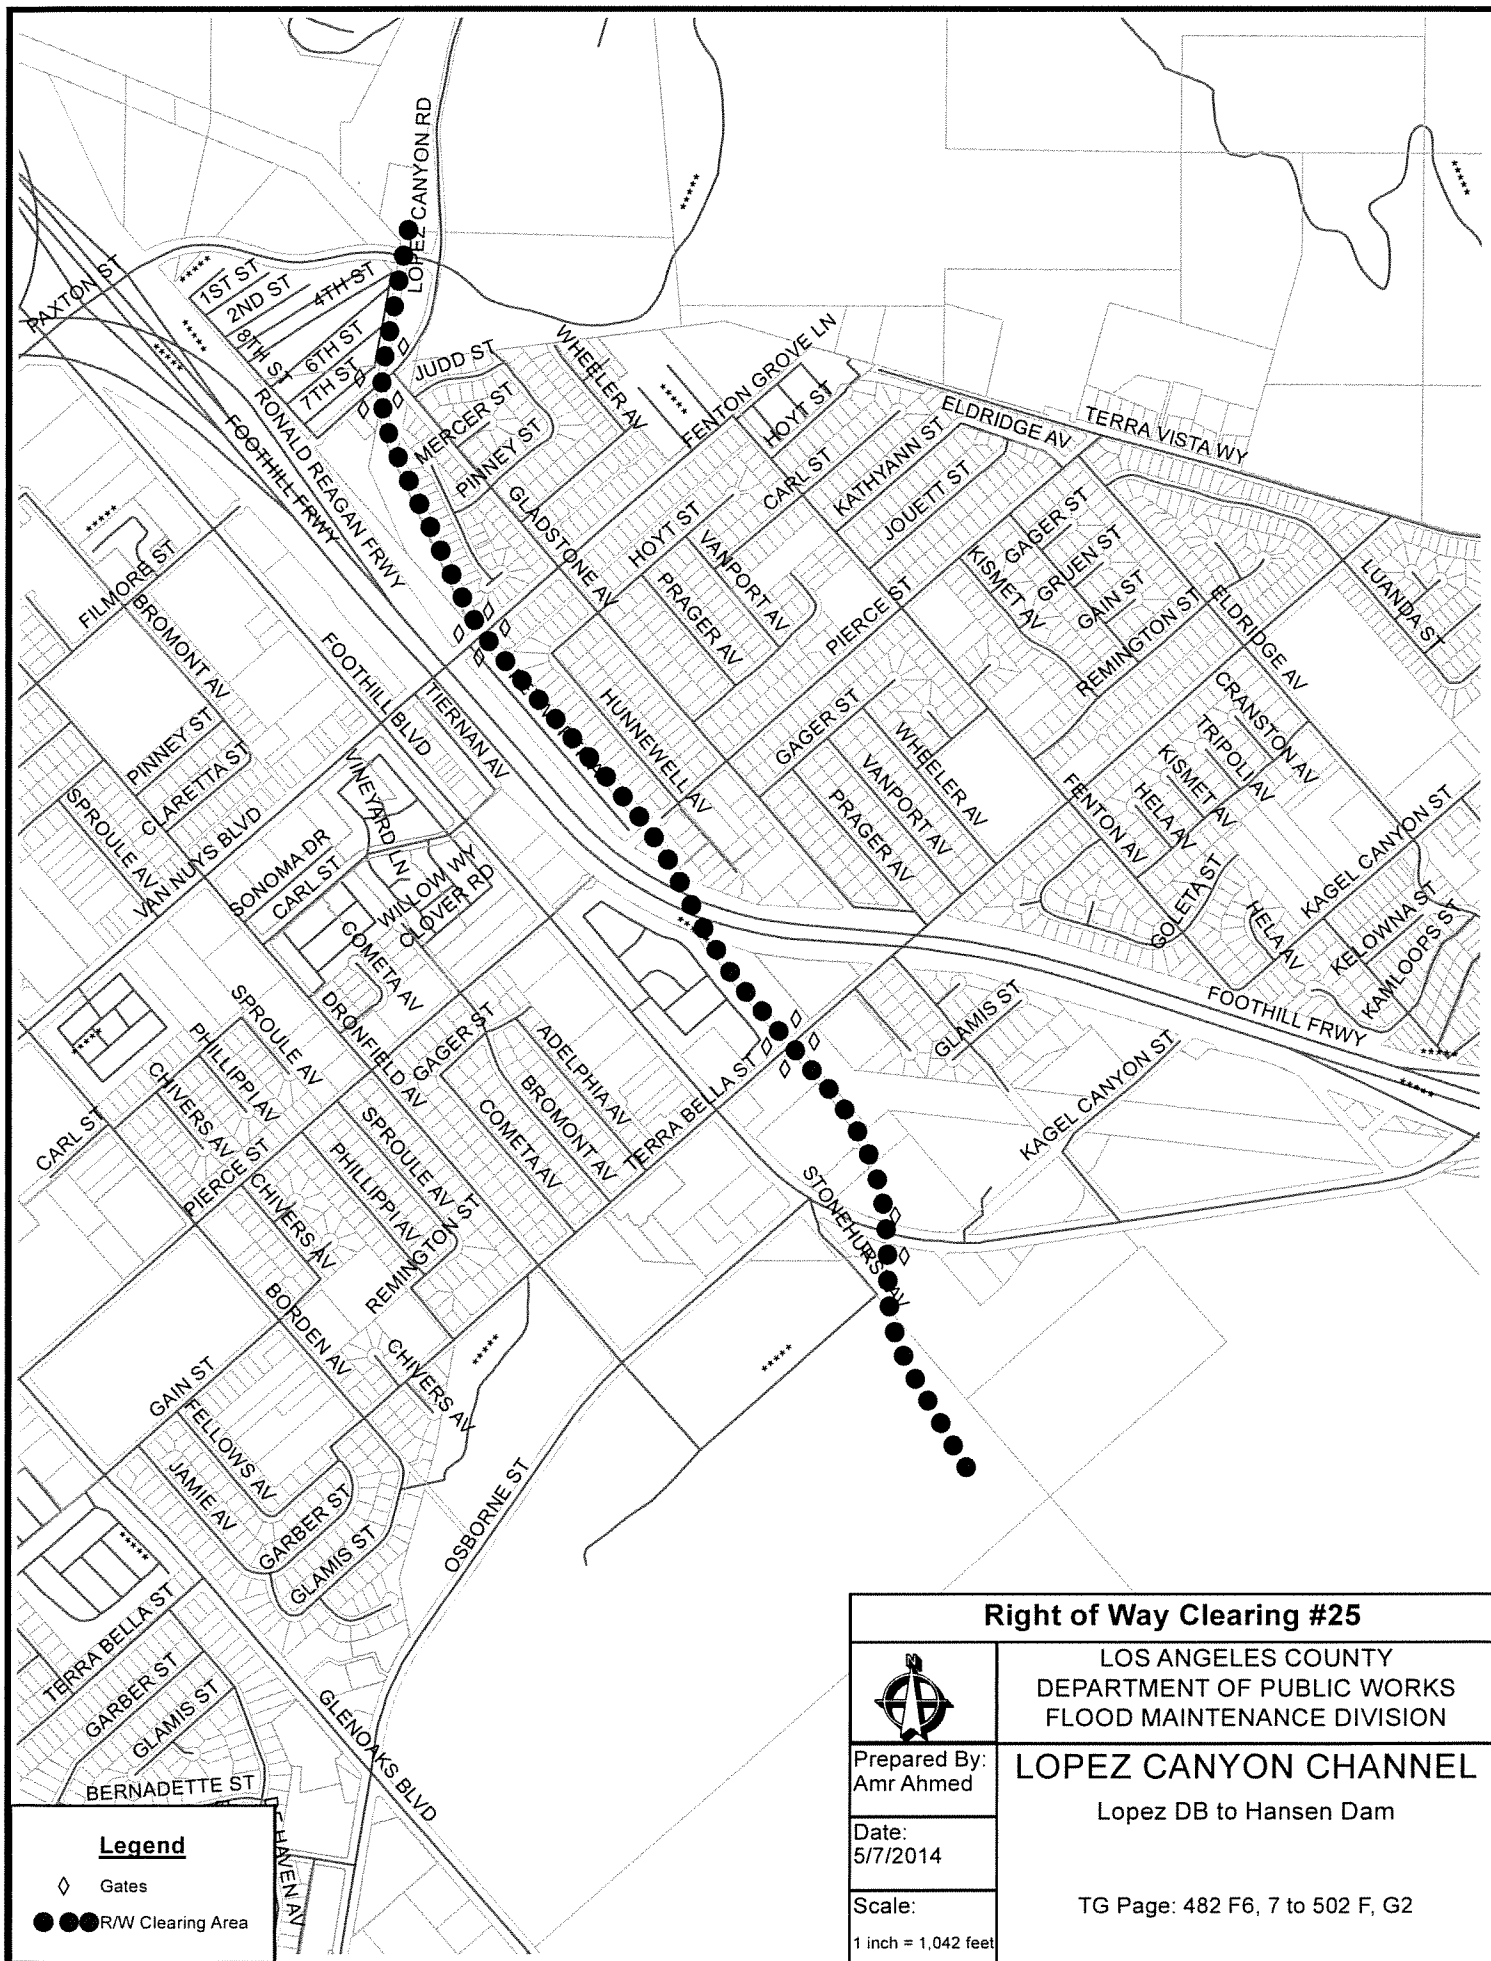 LOPEZ CANYON RD
*****
*****
PAXTON ST
*****
1ST ST
2ND ST
4TH ST
*****
8TH ST
6TH ST
*****
7TH ST
JUDD ST
WHEELER AV
*****
FENTON GROVE LN
HOYT ST
ELDRIDGE AV
TERRA VISTA WY
RONALD REAGAN FRWY
FOOTHILL FRWY
MERCER ST
PINNEY ST
GLADSTONE AV
HOYT ST
CARL ST
KATHYANN ST
JOUETT ST
*****
FILMORE ST
BROMONT AV
VANPORT AV
PRAGER AV
PIERCE ST
KISMET AV
GAGER ST
GRUEN ST
GAIN ST
REMINGTON ST
ELDRIDGE AV
LUANDA ST
FOOTHILL BLVD
TIERNAN AV
HUNNEWELL AV
GAGER ST
WHEELER AV
VANPORT AV
PRAGER AV
CRANSTON AV
TRIPOLI AV
KISMET AV
HELA AV
FENTON AV
PINNEY ST
CLARETTA ST
SPROULE AV
VAN NUYS BLVD
VINEYARD LN
SONOMA DR
CARL ST
WILLOW WY
CLOVER RD
COMETA AV
GOLETA ST
HELA AV
KAGEL CANYON ST
KELOWNA ST
KAMLOOPS ST
FOOTHILL FRWY
*****
*****
*****
SPROULE AV
DRONFIELD AV
GAGER ST
ADELPHIA AV
GLAMIS ST
PHILLIPPI AV
CHIVERS AV
BROMONT AV
COMETA AV
TERRA BELLA ST
KAGEL CANYON ST
CARL ST
PIERCE ST
SPROULE AV
PHILLIPPI AV
CHIVERS AV
REMINGTON ST
BORDEN AV
CHIVERS AV
*****
*****
GAIN ST
FELLOWS AV
JAMIE AV
GARBER ST
GLAMIS ST
OSBORNE ST
*****
TERRA BELLA ST
GARBER ST
GLAMIS ST
GLENOAKS BLVD
BERNADETTE ST
Legend
Gates
R/W Clearing Area
Right of Way Clearing #25
N
LOS ANGELES COUNTY
DEPARTMENT OF PUBLIC WORKS
FLOOD MAINTENANCE DIVISION
Prepared By:
Amr Ahmed
LOPEZ CANYON CHANNEL
Lopez DB to Hansen Dam
Date:
5/7/2014
TG Page: 482 F6, 7 to 502 F, G2
Scale:
1 inch = 1,042 feet